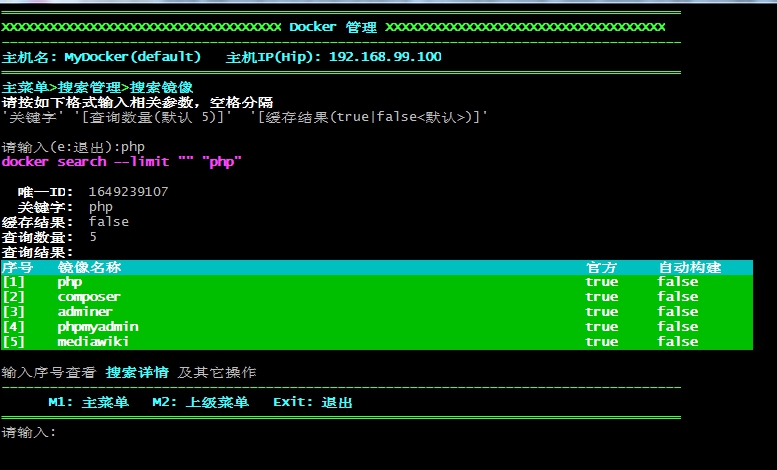 XXXXXXXXXXXXXXXXXXXXXXXXXXXXXXXXXXX Docker 管理 XXXXXXXXXXXXXXXXXXXXXXXXXXXXXXXXXXX
主机名: MyDocker(default) 主机IP(Hip): 192.168.99.100
主菜单>搜索管理>搜索镜像
请按如下格式输入相关参数，空格分隔
'关键字' '[查询数量(默认 5)]' '[缓存结果(true|false<默认>)]'
请输入(e:退出):php
docker search --limit "" "php"
唯一ID: 1649239107
关键字: php
缓存结果: false
查询数量: 5
查询结果:
序号 镜像名称 官方 自动构建
[1] php true false
[2] composer true false
[3] adminer true false
[4] phpmyadmin true false
[5] mediawiki true false
输入序号查看 搜索详情 及其它操作
M1: 主菜单 M2: 上级菜单 Exit: 退出
请输入: